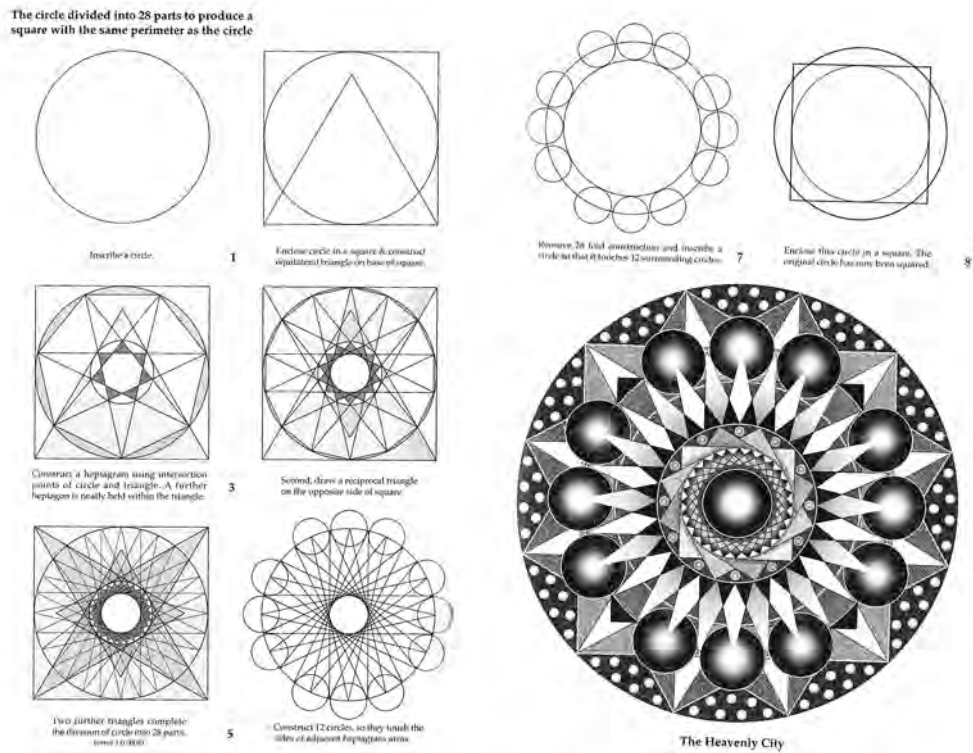 The circle divided into 28 parts to produce a
square with the same perimeter as the circle
Inscribe a circle.
1
Enclose circle in a square & construct
equilateral triangle on base of square.
Construct a heptagram using intersection
points of circle and triangle. A further
heptagon is neatly held within the triangle.
3
Second, draw a reciprocal triangle
on the opposite side of square
Two further triangles complete
the division of circle into 28 parts.
5
Construct 12 circles, so they touch the
sides of adjacent heptagram arms.
Remove 28 fold construction and inscribe a
circle so that it touches 12 surrounding circles.
7
Enclose this circle in a square. The
original circle has now been squared.
8
The Heavenly City